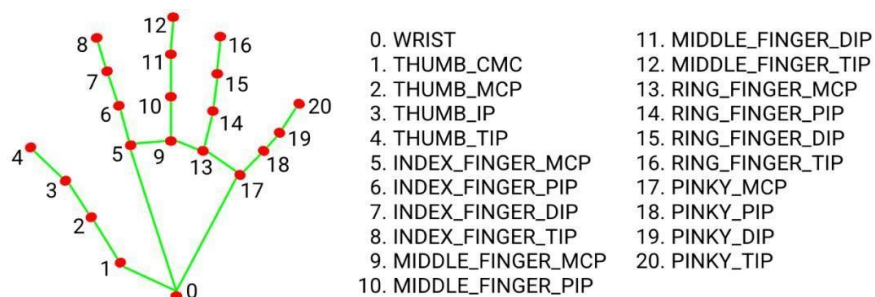 12
8
16
11
7
15
20
10
6
14
19
4
5
9
18
13
3
17
2
1
0
0. WRIST
1. THUMB_CMC
2. THUMB_MCP
3. THUMB_IP
4. THUMB_TIP
5. INDEX_FINGER_MCP
6. INDEX_FINGER_PIP
7. INDEX_FINGER_DIP
8. INDEX_FINGER_TIP
9. MIDDLE_FINGER_MCP
10. MIDDLE_FINGER_PIP
11. MIDDLE_FINGER_DIP
12. MIDDLE_FINGER_TIP
13. RING_FINGER_MCP
14. RING_FINGER_PIP
15. RING_FINGER_DIP
16. RING_FINGER_TIP
17. PINKY_MCP
18. PINKY_PIP
19. PINKY_DIP
20. PINKY_TIP